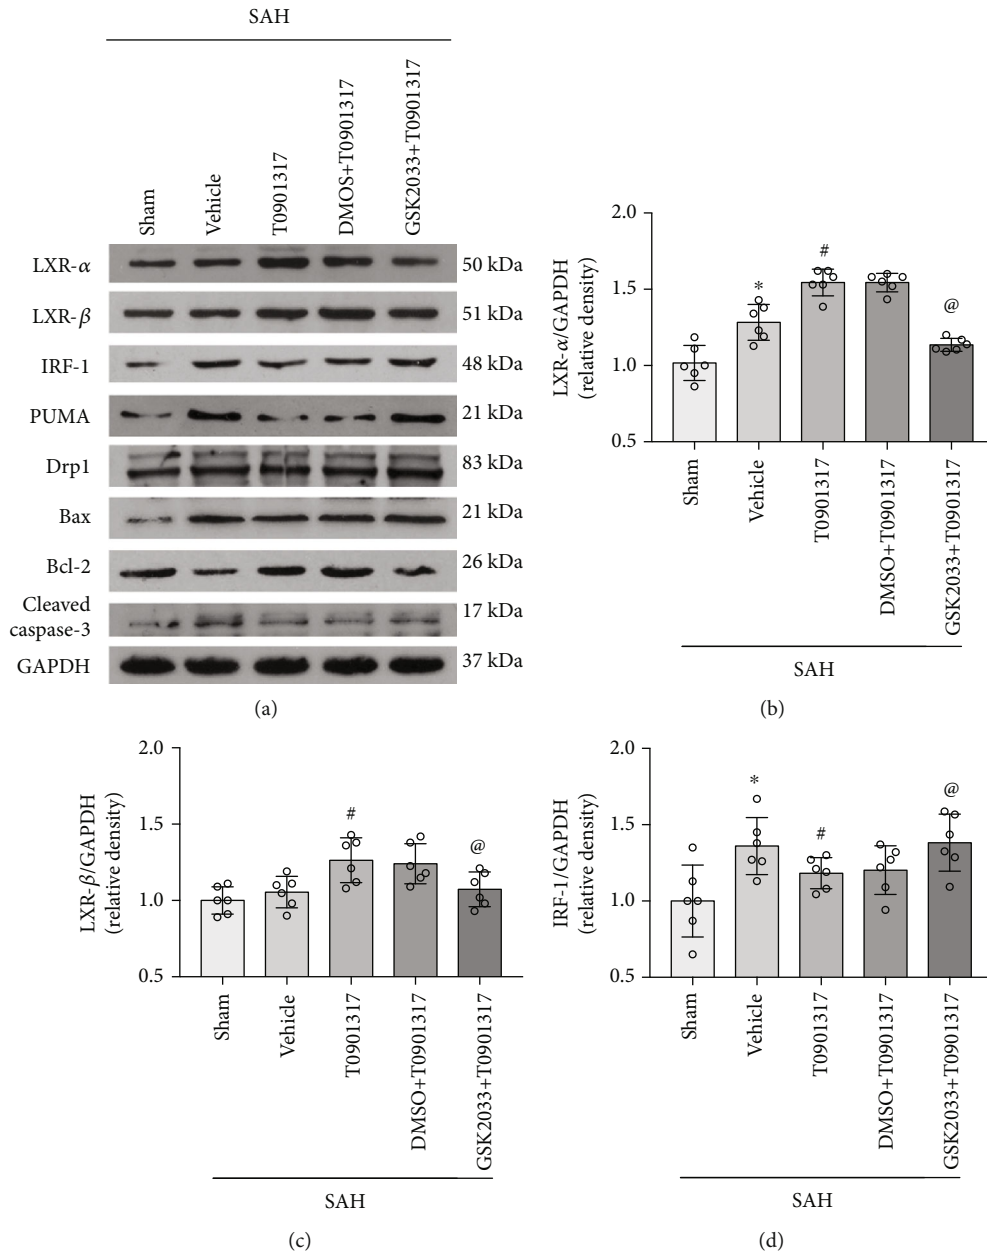 SAH
Sham
Vehicle
T0901317
DMOS+T0901317
GSK2033+T0901317
LXR-α
50 kDa
LXR-β
51 kDa
IRF-1
48 kDa
PUMA
21 kDa
Drp1
83 kDa
Bax
21 kDa
Bcl-2
26 kDa
Cleaved
caspase-3
17 kDa
GAPDH
37 kDa
(a)
LXR-α/GAPDH
(relative density)
2.0
1.5
1.0
0.5
*
#
@
Sham
Vehicle
T0901317
DMSO+T0901317
GSK2033+T0901317
SAH
(b)
LXR-β/GAPDH
(relative density)
2.0
1.5
1.0
0.5
#
@
Sham
Vehicle
T0901317
DMSO+T0901317
GSK2033+T0901317
SAH
(c)
IRF-1/GAPDH
(relative density)
2.0
1.5
1.0
0.5
*
#
@
Sham
Vehicle
T0901317
DMSO+T0901317
GSK2033+T0901317
SAH
(d)